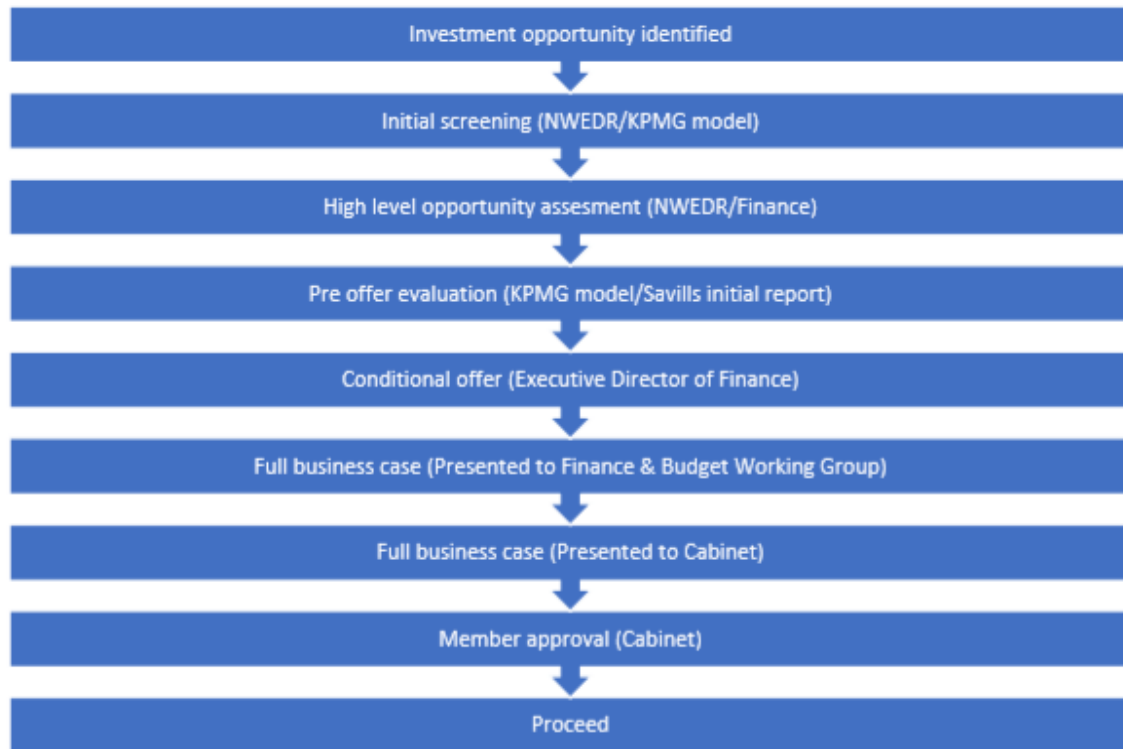 Investment opportunity identified
Initial screening (NWEDR/KPMG model)
High level opportunity assesment (NWEDR/Finance)
Pre offer evaluation (KPMG model/Savills initial report)
Conditional offer (Executive Director of Finance)
Full business case (Presented to Finance & Budget Working Group)
Full business case (Presented to Cabinet)
Member approval (Cabinet)
Proceed